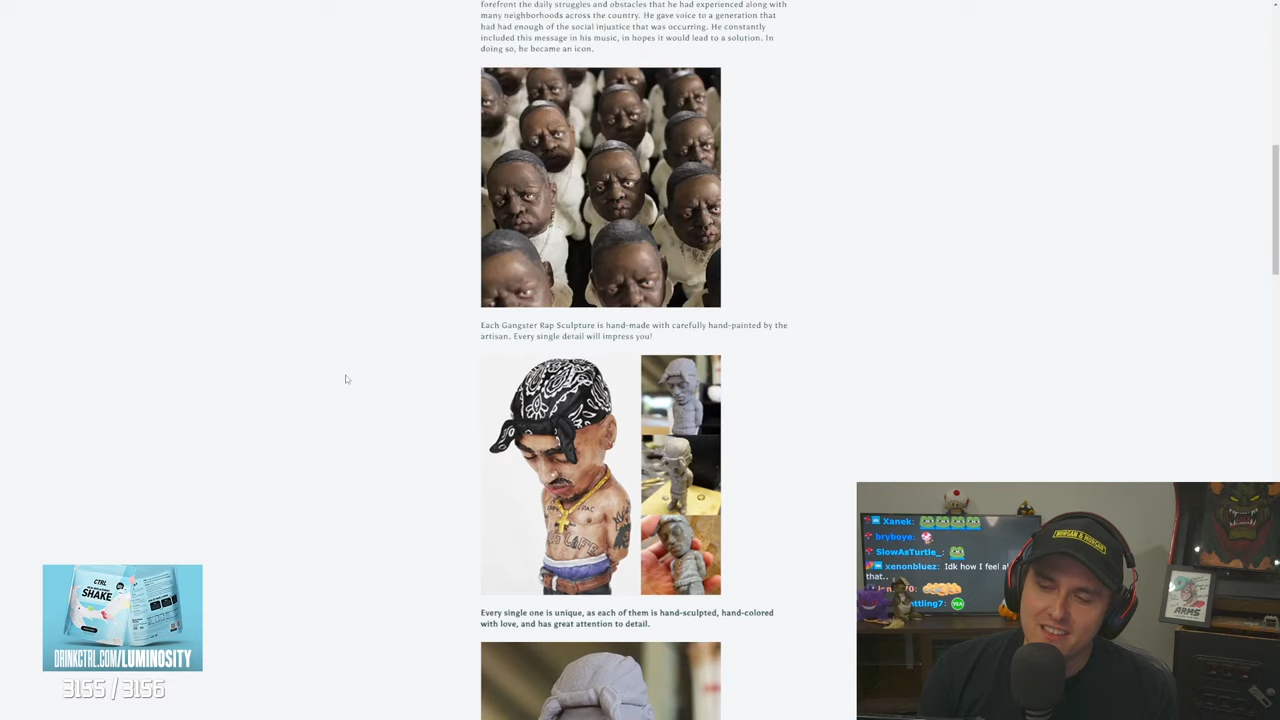 forefront the daily struggles and obstacles that he had experienced along with
many neighborhoods across the country. He gave voice to a generation that
had had enough of the social injustice that was occurring. He constantly
included this message in his music, in hopes it would lead to a solution. In
doing so, he became an icon.
Each Gangster Rap Sculpture is hand-made with carefully hand-painted by the
artisan. Every single detail will impress you!
Every single one is unique, as each of them is hand-sculpted, hand-colored
with love, and has great attention to detail.
CTRL
SHAKE
DRINKCTRL.COM/LUMINOSITY
3155 / 3156
Xanek:
bryboye:
SlowAsTurtle_:
xenonbluez: Idk how I feel
that..
MORGAN & MORGAN
ARMS